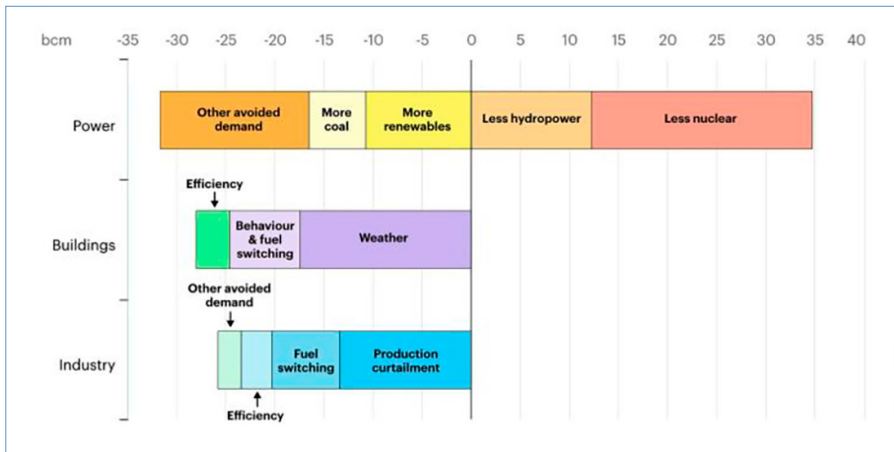 bcm -35 -30 -25 -20 -15 -10 -5 0 5 10 15 20 25 30 35 40
Power
Other avoided
demand
More
coal
More
renewables
Less hydropower
Less nuclear
Efficiency
Buildings
Behaviour
& fuel
switching
Weather
Other avoided
demand
Industry
Fuel
switching
Production
curtailment
Efficiency